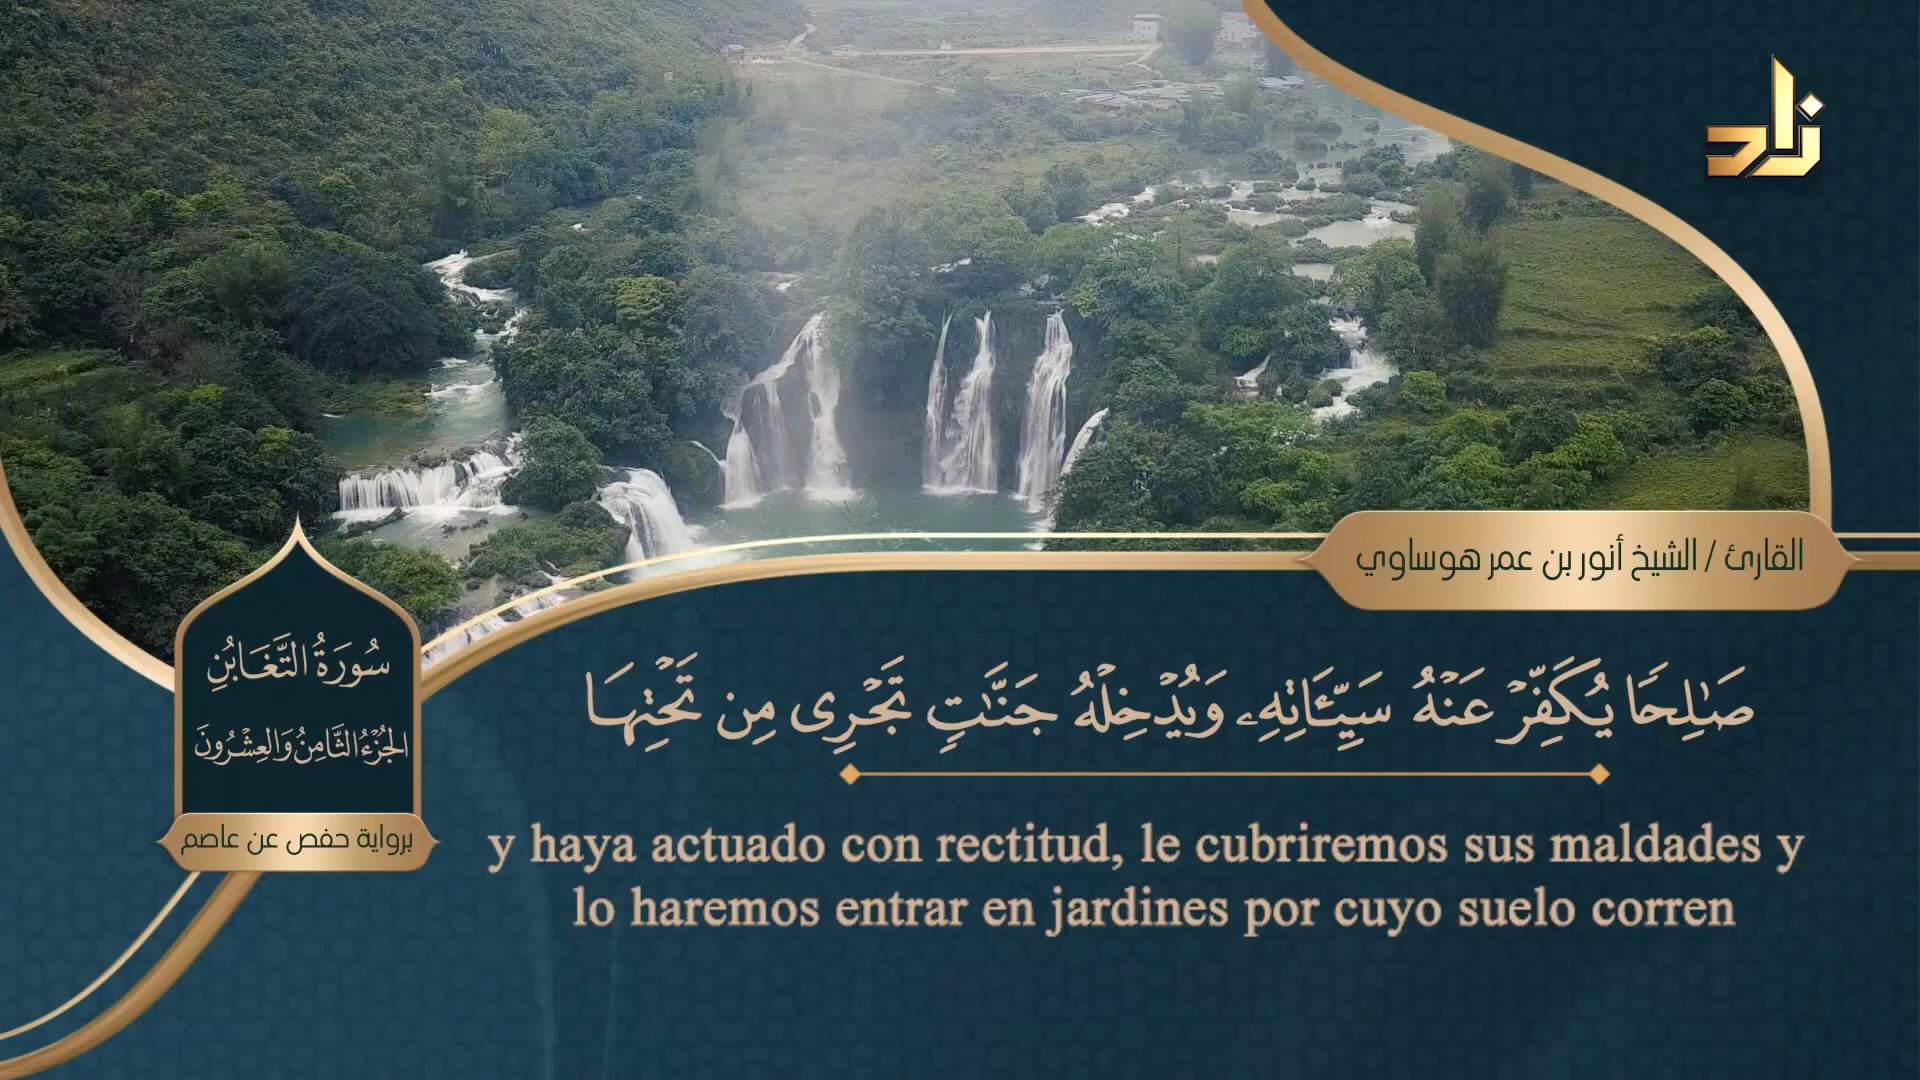 زاد
القارئ / الشيخ أنور بن عمر هوساوي
سُورَةُ التَّغَابُنِ
الجُزْءُ الثَّامِنُ وَالعِشْرُونَ
برواية حفص عن عاصم
صَٰلِحًا يُكَفِّرْ عَنْهُ سَيِّـَٔاتِهِۦ وَيُدْخِلْهُ جَنَّٰتٍ تَجْرِى مِن تَحْتِهَا
y haya actuado con rectitud, le cubriremos sus maldades y
lo haremos entrar en jardines por cuyo suelo corren